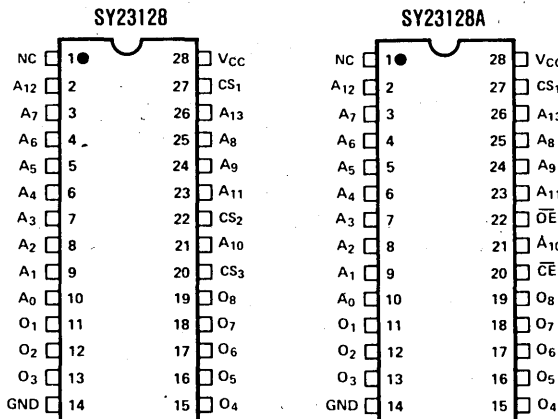 SY23128
NC 1 28 VCC
A12 2 27 CS1
A7 3 26 A13
A6 4 25 A8
A5 5 24 A9
A4 6 23 A11
A3 7 22 CS2
A2 8 21 A10
A1 9 20 CS3
A0 10 19 O8
O1 11 18 O7
O2 12 17 O6
O3 13 16 O5
GND 14 15 O4
SY23128A
NC 1 28 VCC
A12 2 27 CS1
A7 3 26 A13
A6 4 25 A8
A5 5 24 A9
A4 6 23 A11
A3 7 22 O̅E̅
A2 8 21 A10
A1 9 20 C̅E̅
A0 10 19 O8
O1 11 18 O7
O2 12 17 O6
O3 13 16 O5
GND 14 15 O4